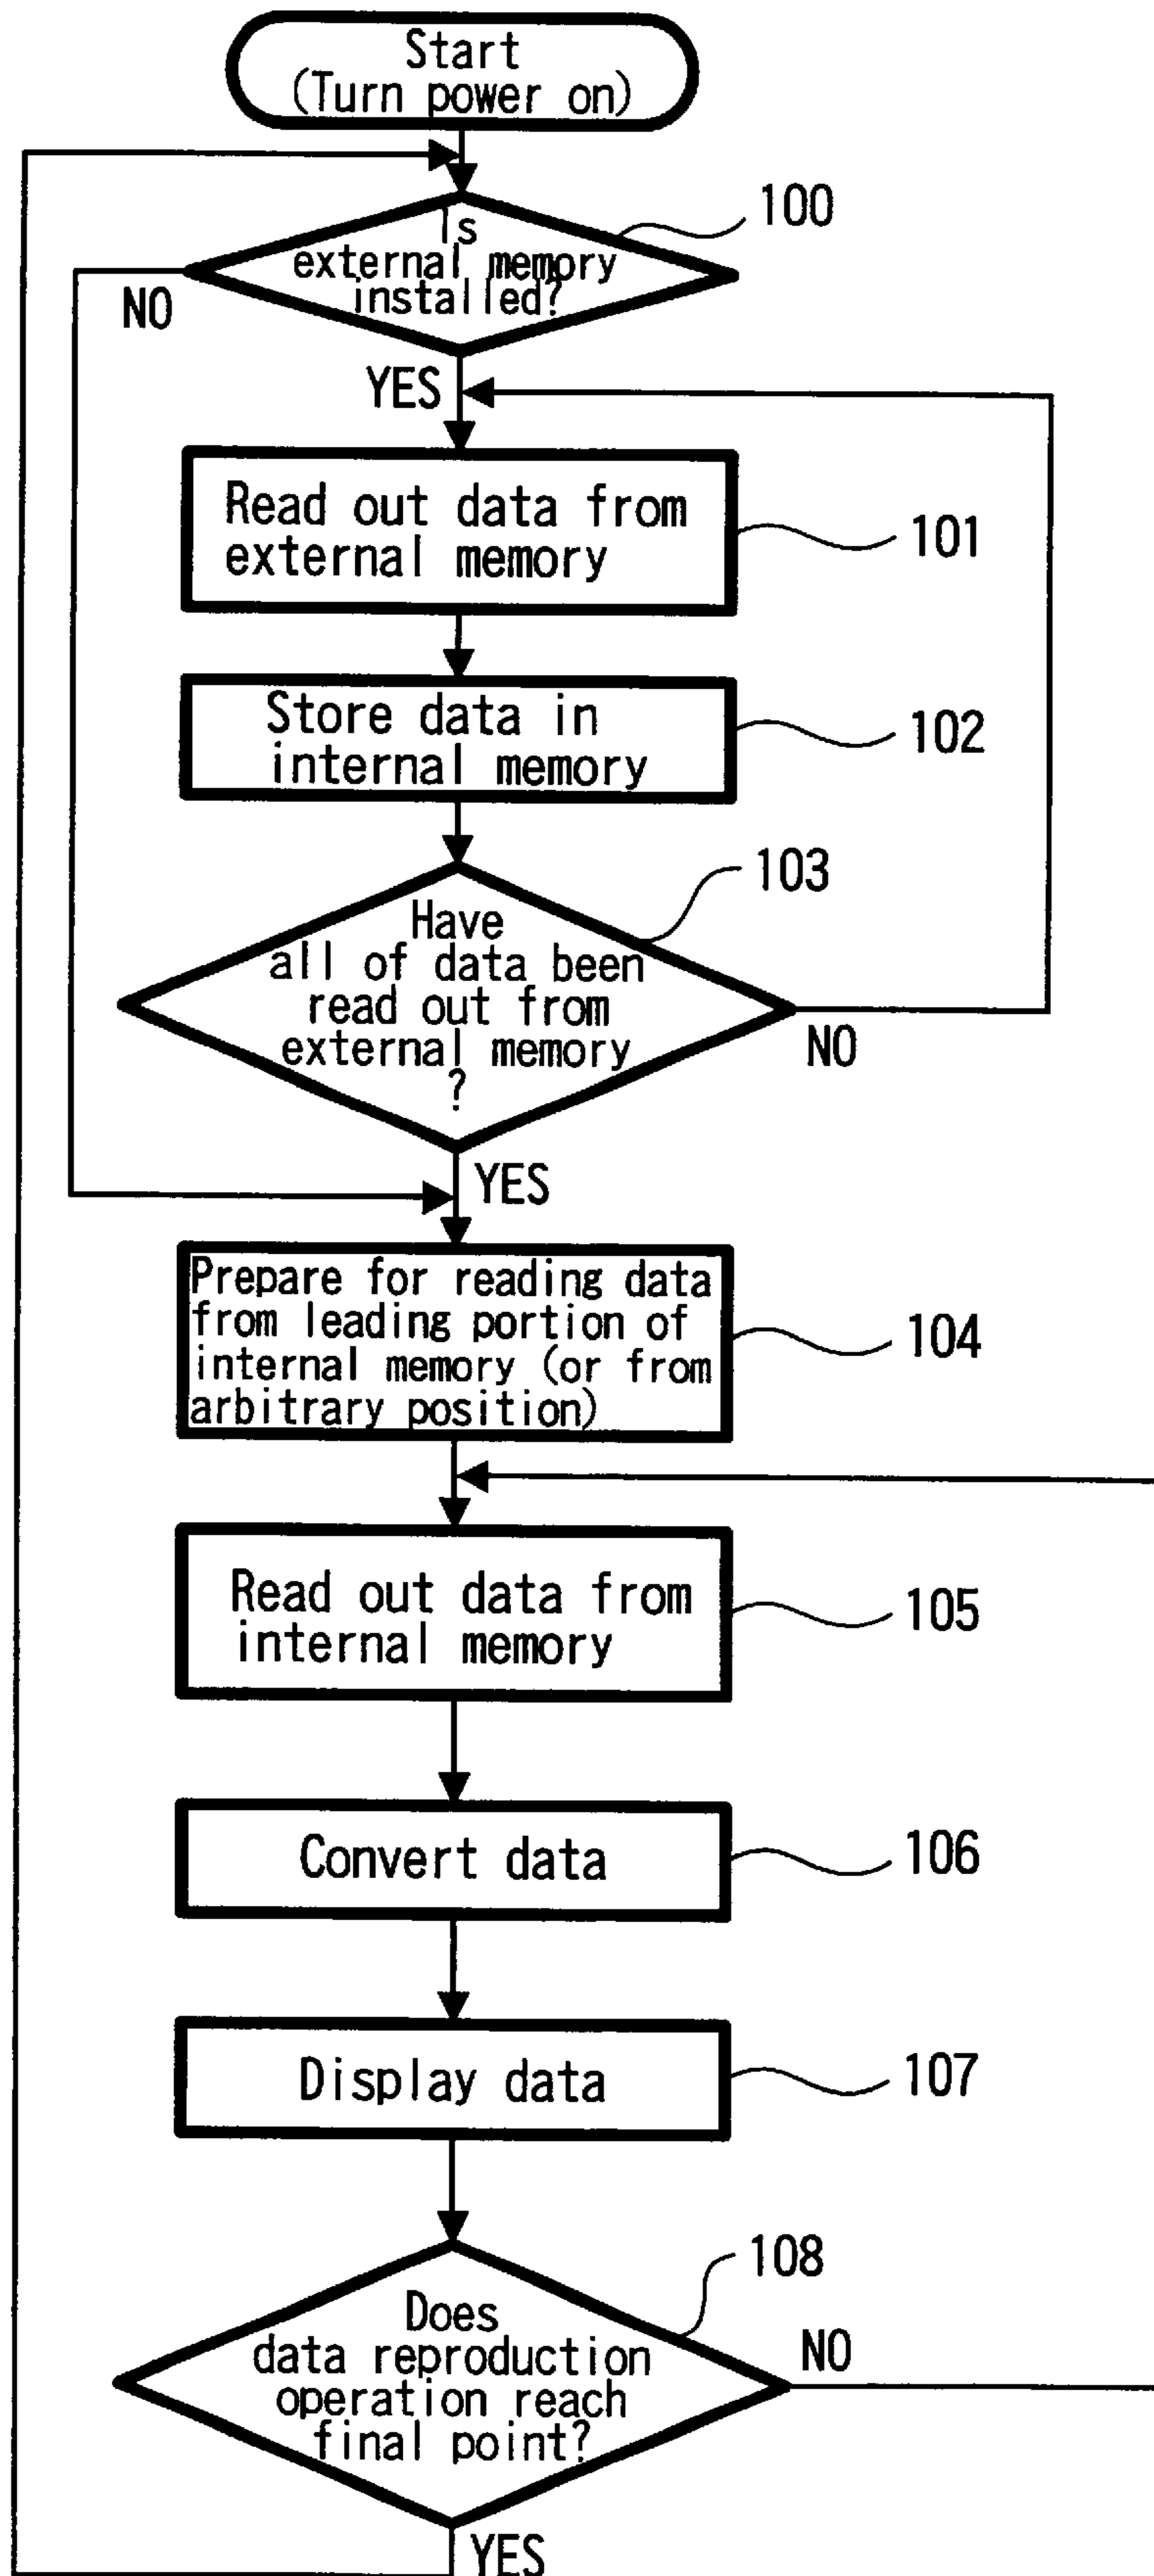 Start
(Turn power on)
100
Is
external memory
installed?
NO
YES
Read out data from
external memory
101
Store data in
internal memory
102
103
Have
all of data been
read out from
external memory
?
NO
YES
Prepare for reading data
from leading portion of
internal memory (or from
arbitrary position)
104
Read out data from
internal memory
105
Convert data
106
Display data
107
108
Does
data reproduction
operation reach
final point?
NO
YES